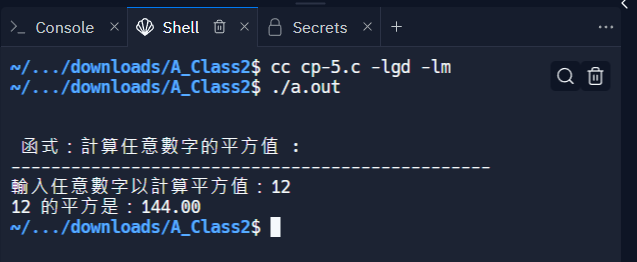 Console
Shell
Secrets
~/.../downloads/A_Class2$ cc cp-5.c -lgd -lm
~/.../downloads/A_Class2$ ./a.out
函式：計算任意數字的平方值 :
------------------------------------------------
輸入任意數字以計算平方值：12
12 的平方是：144.00
~/.../downloads/A_Class2$